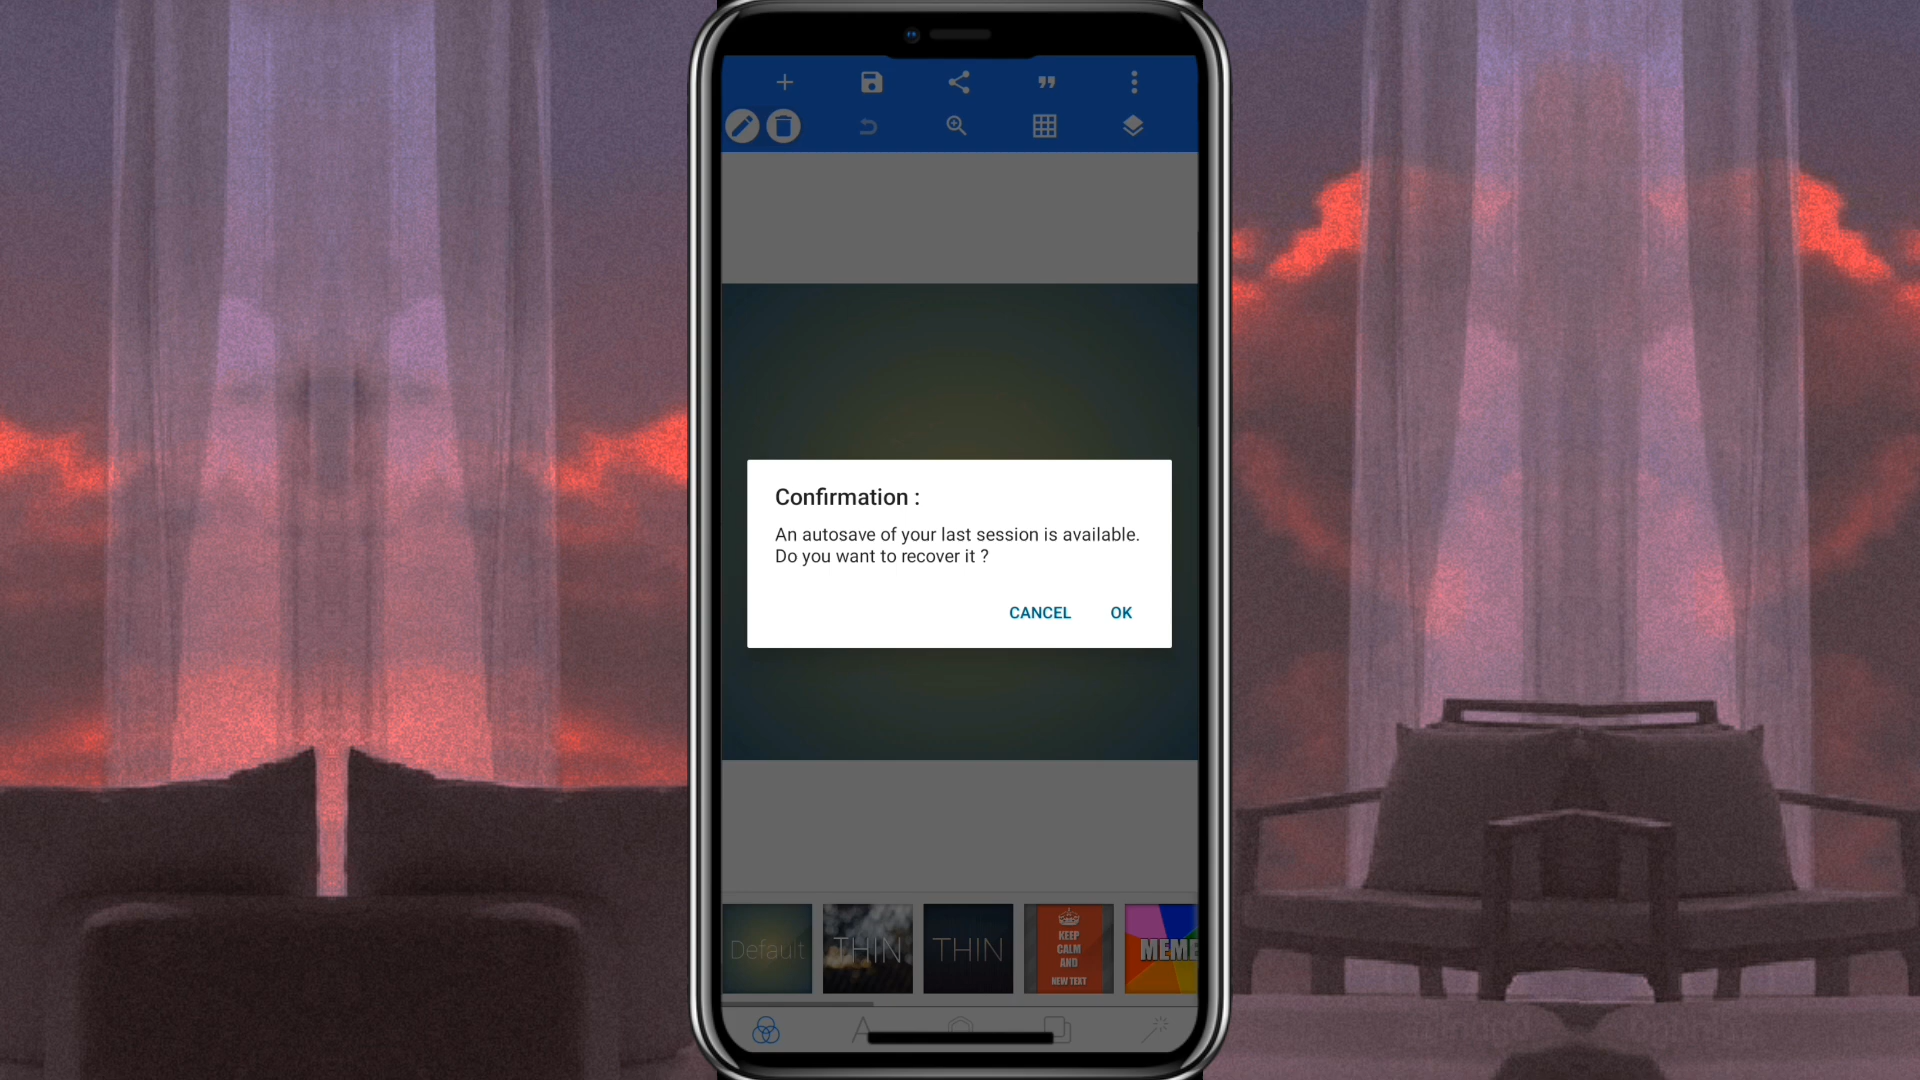 Confirmation :
An autosave of your last session is available.
Do you want to recover it ?
CANCEL OK
Default
THIN
THIN
KEEP
CALM
AND
NEW TEXT
MEME
A